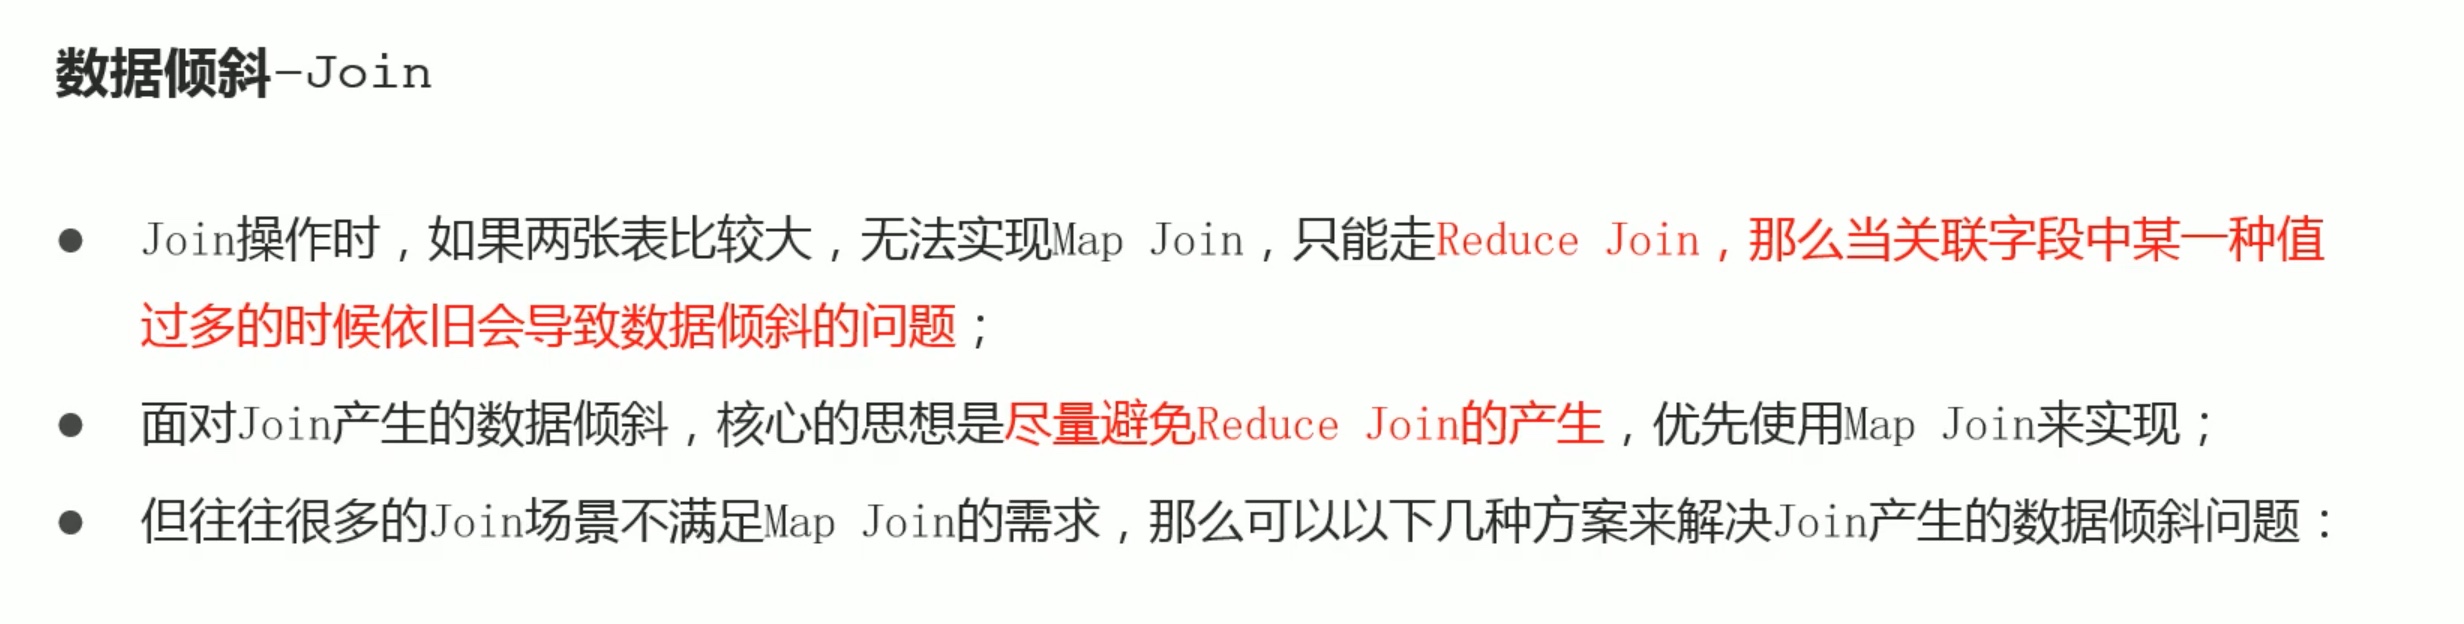 数据倾斜-Join
● Join操作时，如果两张表比较大，无法实现Map Join，只能走Reduce Join，那么当关联字段中某一种值
过多的时候依旧会导致数据倾斜的问题；
● 面对Join产生的数据倾斜，核心的思想是尽量避免Reduce Join的产生，优先使用Map Join来实现；
● 但往往很多的Join场景不满足Map Join的需求，那么可以以下几种方案来解决Join产生的数据倾斜问题：